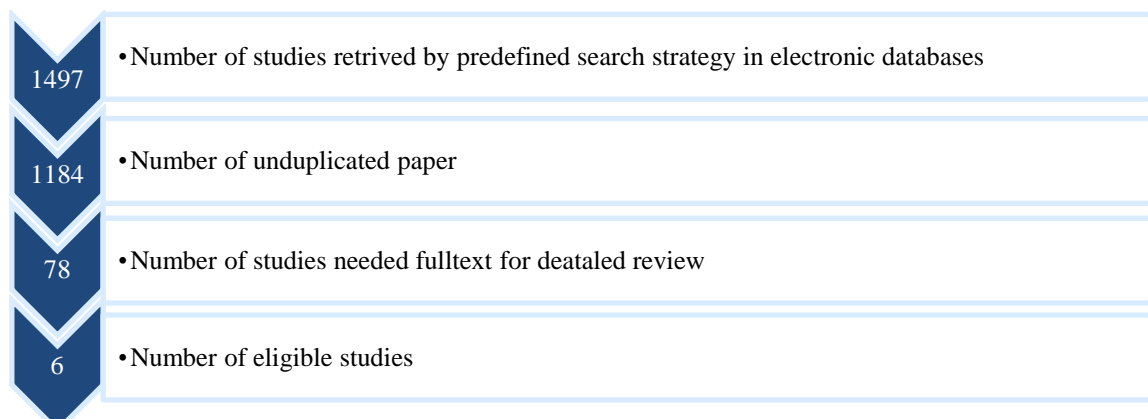 1497
•Number of studies retrived by predefined search strategy in electronic databases
1184
•Number of unduplicated paper
78
•Number of studies needed fulltext for deataled review
6
•Number of eligible studies